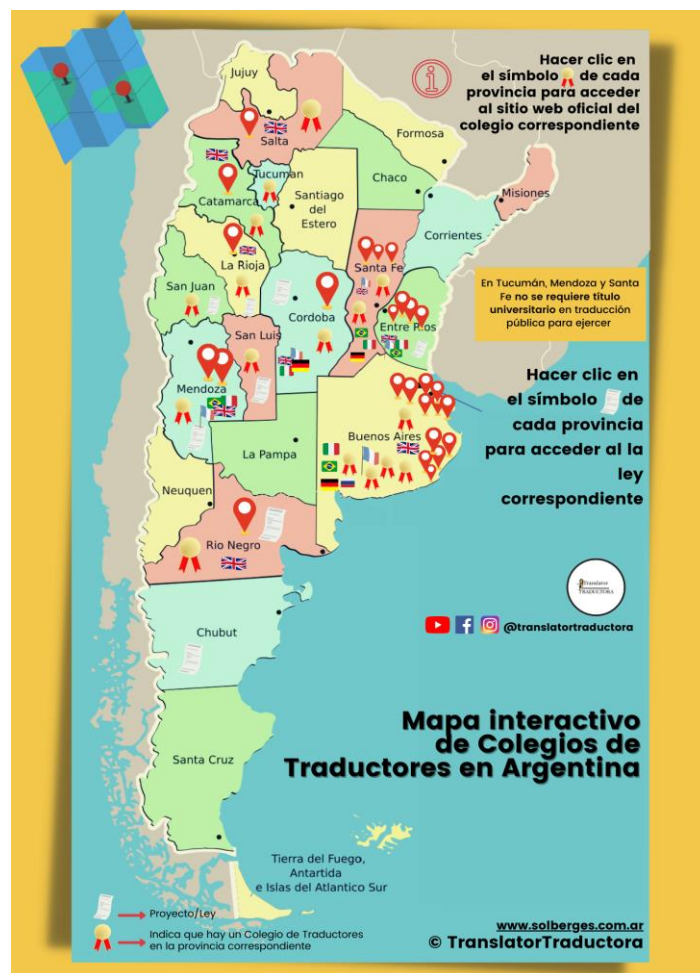 Hacer clic en
el símbolo de cada
provincia para acceder
al sitio web oficial del
colegio correspondiente
Jujuy
Salta
Formosa
Tucuman
Chaco
Catamarca
Santiago
del
Estero
Misiones
Corrientes
La Rioja
Santa Fe
San Juan
Cordoba
Entre Rios
En Tucumán, Mendoza y Santa
Fe no se requiere título
universitario en traducción
pública para ejercer
San Luis
Mendoza
Hacer clic en
el símbolo de
cada provincia
para acceder al la
ley
correspondiente
Buenos Aires
La Pampa
Neuquen
Rio Negro
Translator
TRADUCTORA
@translatortraductora
Chubut
Mapa interactivo
de Colegios de
Traductores en Argentina
Santa Cruz
Tierra del Fuego,
Antartida
e Islas del Atlantico Sur
Proyecto/Ley
Indica que hay un Colegio de Traductores
en la provincia correspondiente
www.solberges.com.ar
© TranslatorTraductora